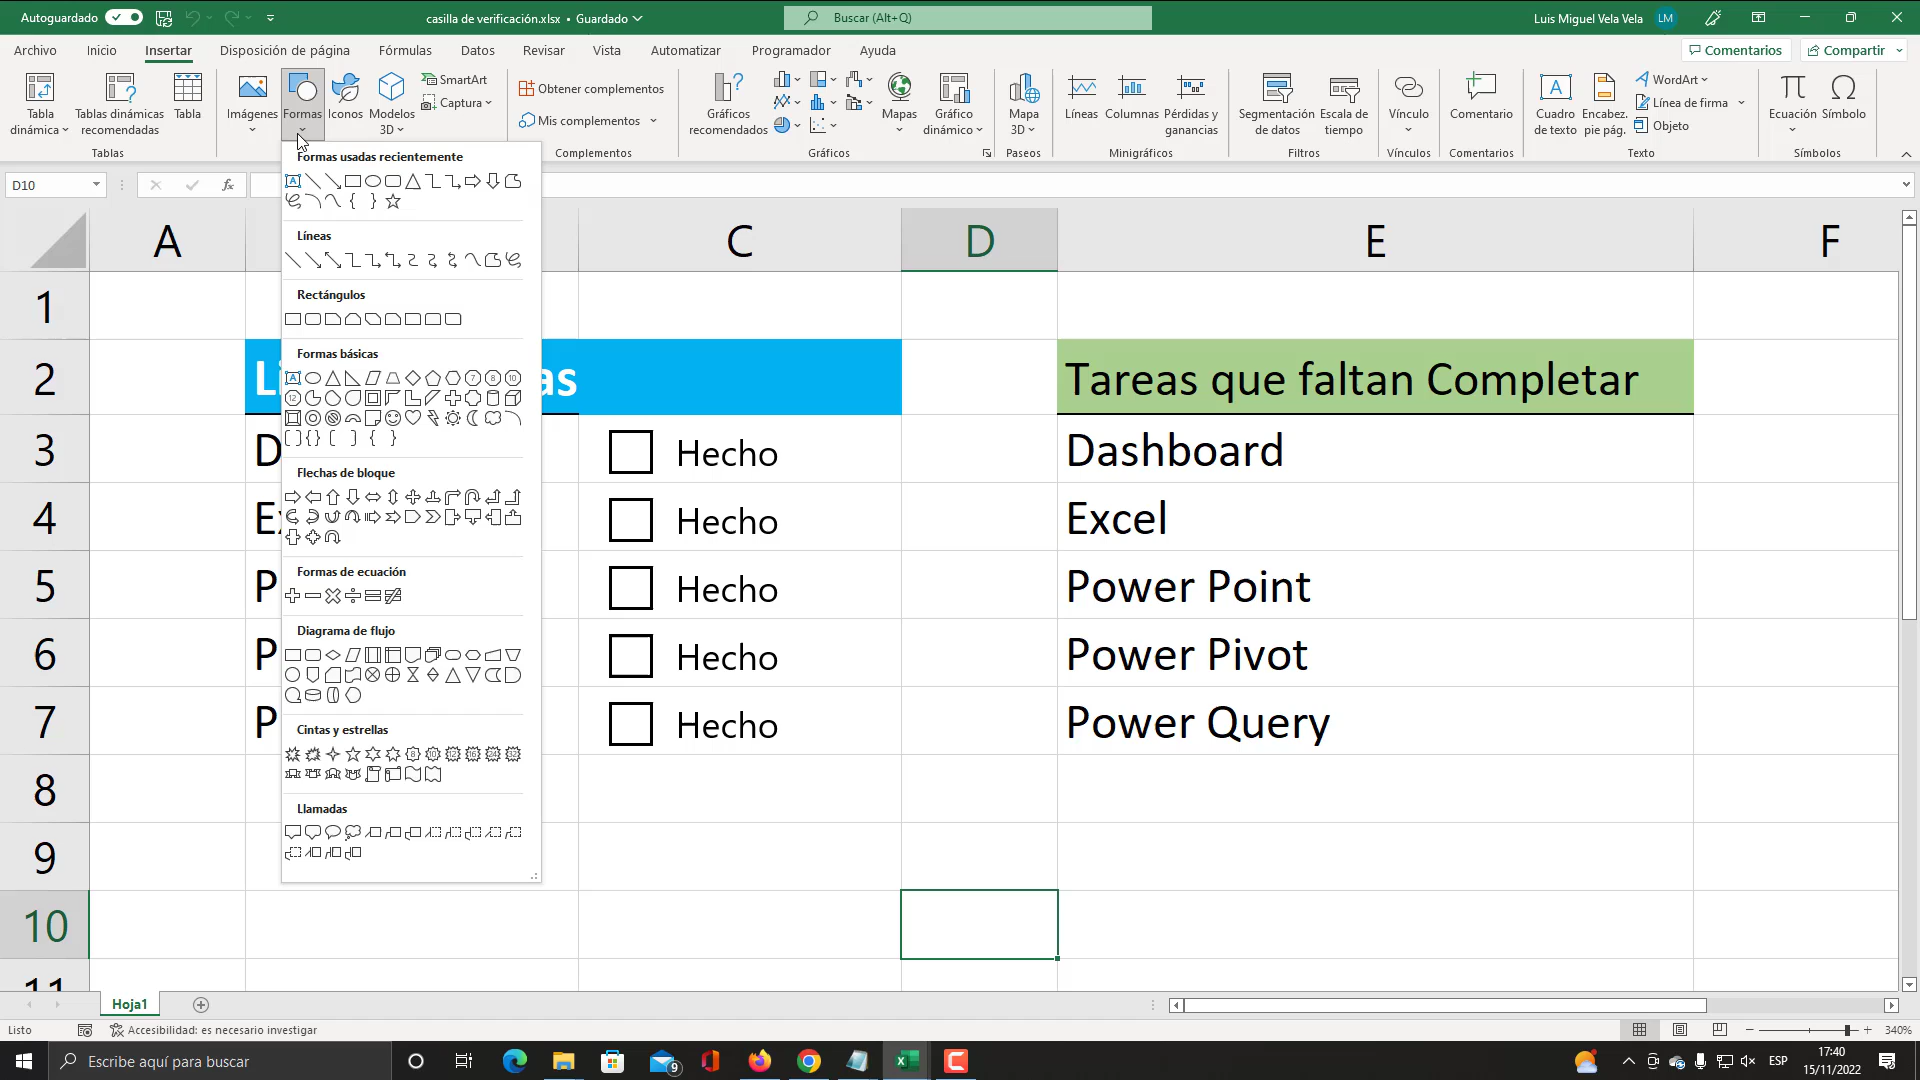 Autoguardado
casilla de verificación.xlsx • Guardado
Buscar (Alt+Q)
Luis Miguel Vela Vela LM
Archivo Inicio Insertar Disposición de página Fórmulas Datos Revisar Vista Automatizar Programador Ayuda
Comentarios Compartir
Tabla dinámica
Tablas dinámicas recomendadas
Tabla
Imágenes
Formas
Iconos
Modelos 3D
SmartArt
Captura
Obtener complementos
Mis complementos
Gráficos recomendados
Mapas
Gráfico dinámico
Mapa 3D
Líneas
Columnas
Pérdidas y ganancias
Segmentación de datos
Escala de tiempo
Vínculo
Comentario
Cuadro de texto
Encabez. pie pág.
WordArt
Línea de firma
Objeto
Ecuación
Símbolo
Tablas Complementos Gráficos Paseos Minigráficos Filtros Vínculos Comentarios Texto Símbolos
D10
fx
Formas usadas recientemente
Líneas
Rectángulos
Formas básicas
Flechas de bloque
Formas de ecuación
Diagrama de flujo
Cintas y estrellas
Llamadas
A C D E F
1
2 Li as Tareas que faltan Completar
3 D Hecho Dashboard
4 Ex Hecho Excel
5 P Hecho Power Point
6 P Hecho Power Pivot
7 P Hecho Power Query
8
9
10
11
Hoja1
Listo Accesibilidad: es necesario investigar
340%
Escribe aquí para buscar
9
ESP
17:40
15/11/2022